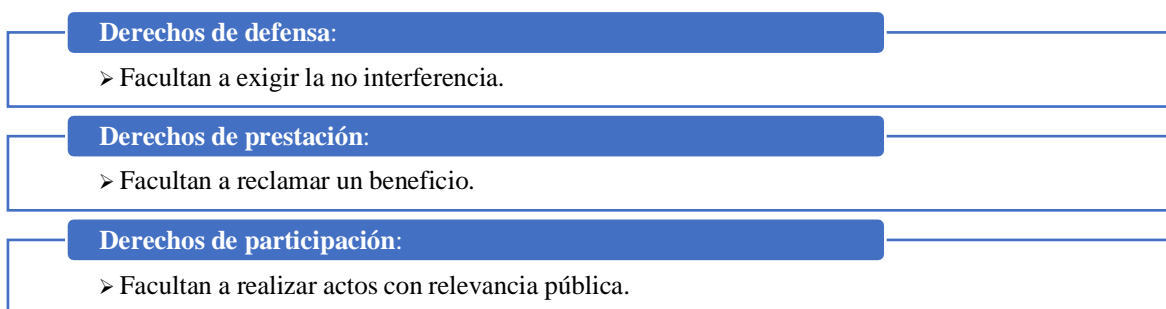 Derechos de defensa:
➢ Facultan a exigir la no interferencia.
Derechos de prestación:
➢ Facultan a reclamar un beneficio.
Derechos de participación:
➢ Facultan a realizar actos con relevancia pública.